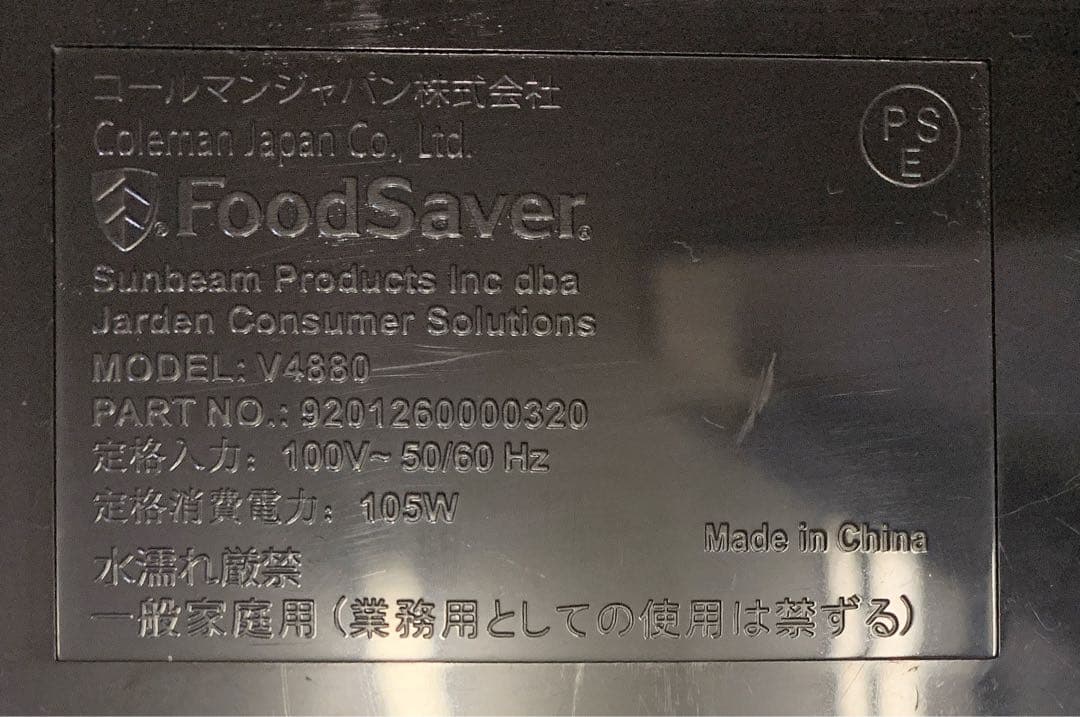 コールマンジャパン株式会社
Coleman Japan Co., Ltd.
PS
E
FoodSaver®
Sunbeam Products Inc dba
Jarden Consumer Solutions
MODEL: V4880
PART NO.: 9201260000320
定格入力: 100V~ 50/60 Hz
定格消費電力: 105W
Made in China
水濡れ厳禁
一般家庭用(業務用としての使用は禁ずる)